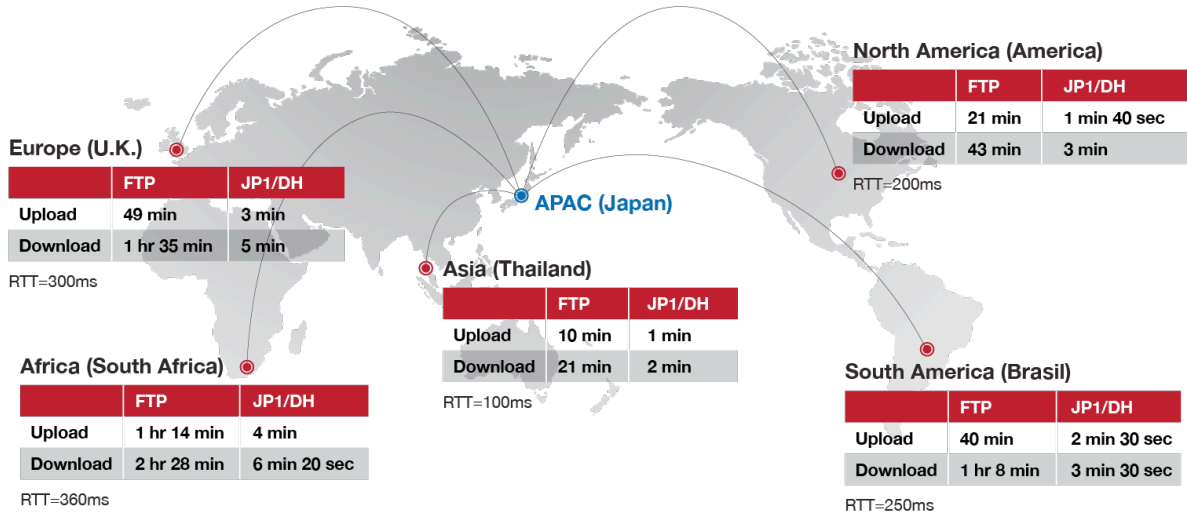 North America (America)
FTP JP1/DH
Upload 21 min 1 min 40 sec
Download 43 min 3 min
RTT=200ms
Europe (U.K.)
FTP JP1/DH
Upload 49 min 3 min
Download 1 hr 35 min 5 min
RTT=300ms
APAC (Japan)
Asia (Thailand)
FTP JP1/DH
Upload 10 min 1 min
Download 21 min 2 min
RTT=100ms
Africa (South Africa)
FTP JP1/DH
Upload 1 hr 14 min 4 min
Download 2 hr 28 min 6 min 20 sec
RTT=360ms
South America (Brasil)
FTP JP1/DH
Upload 40 min 2 min 30 sec
Download 1 hr 8 min 3 min 30 sec
RTT=250ms